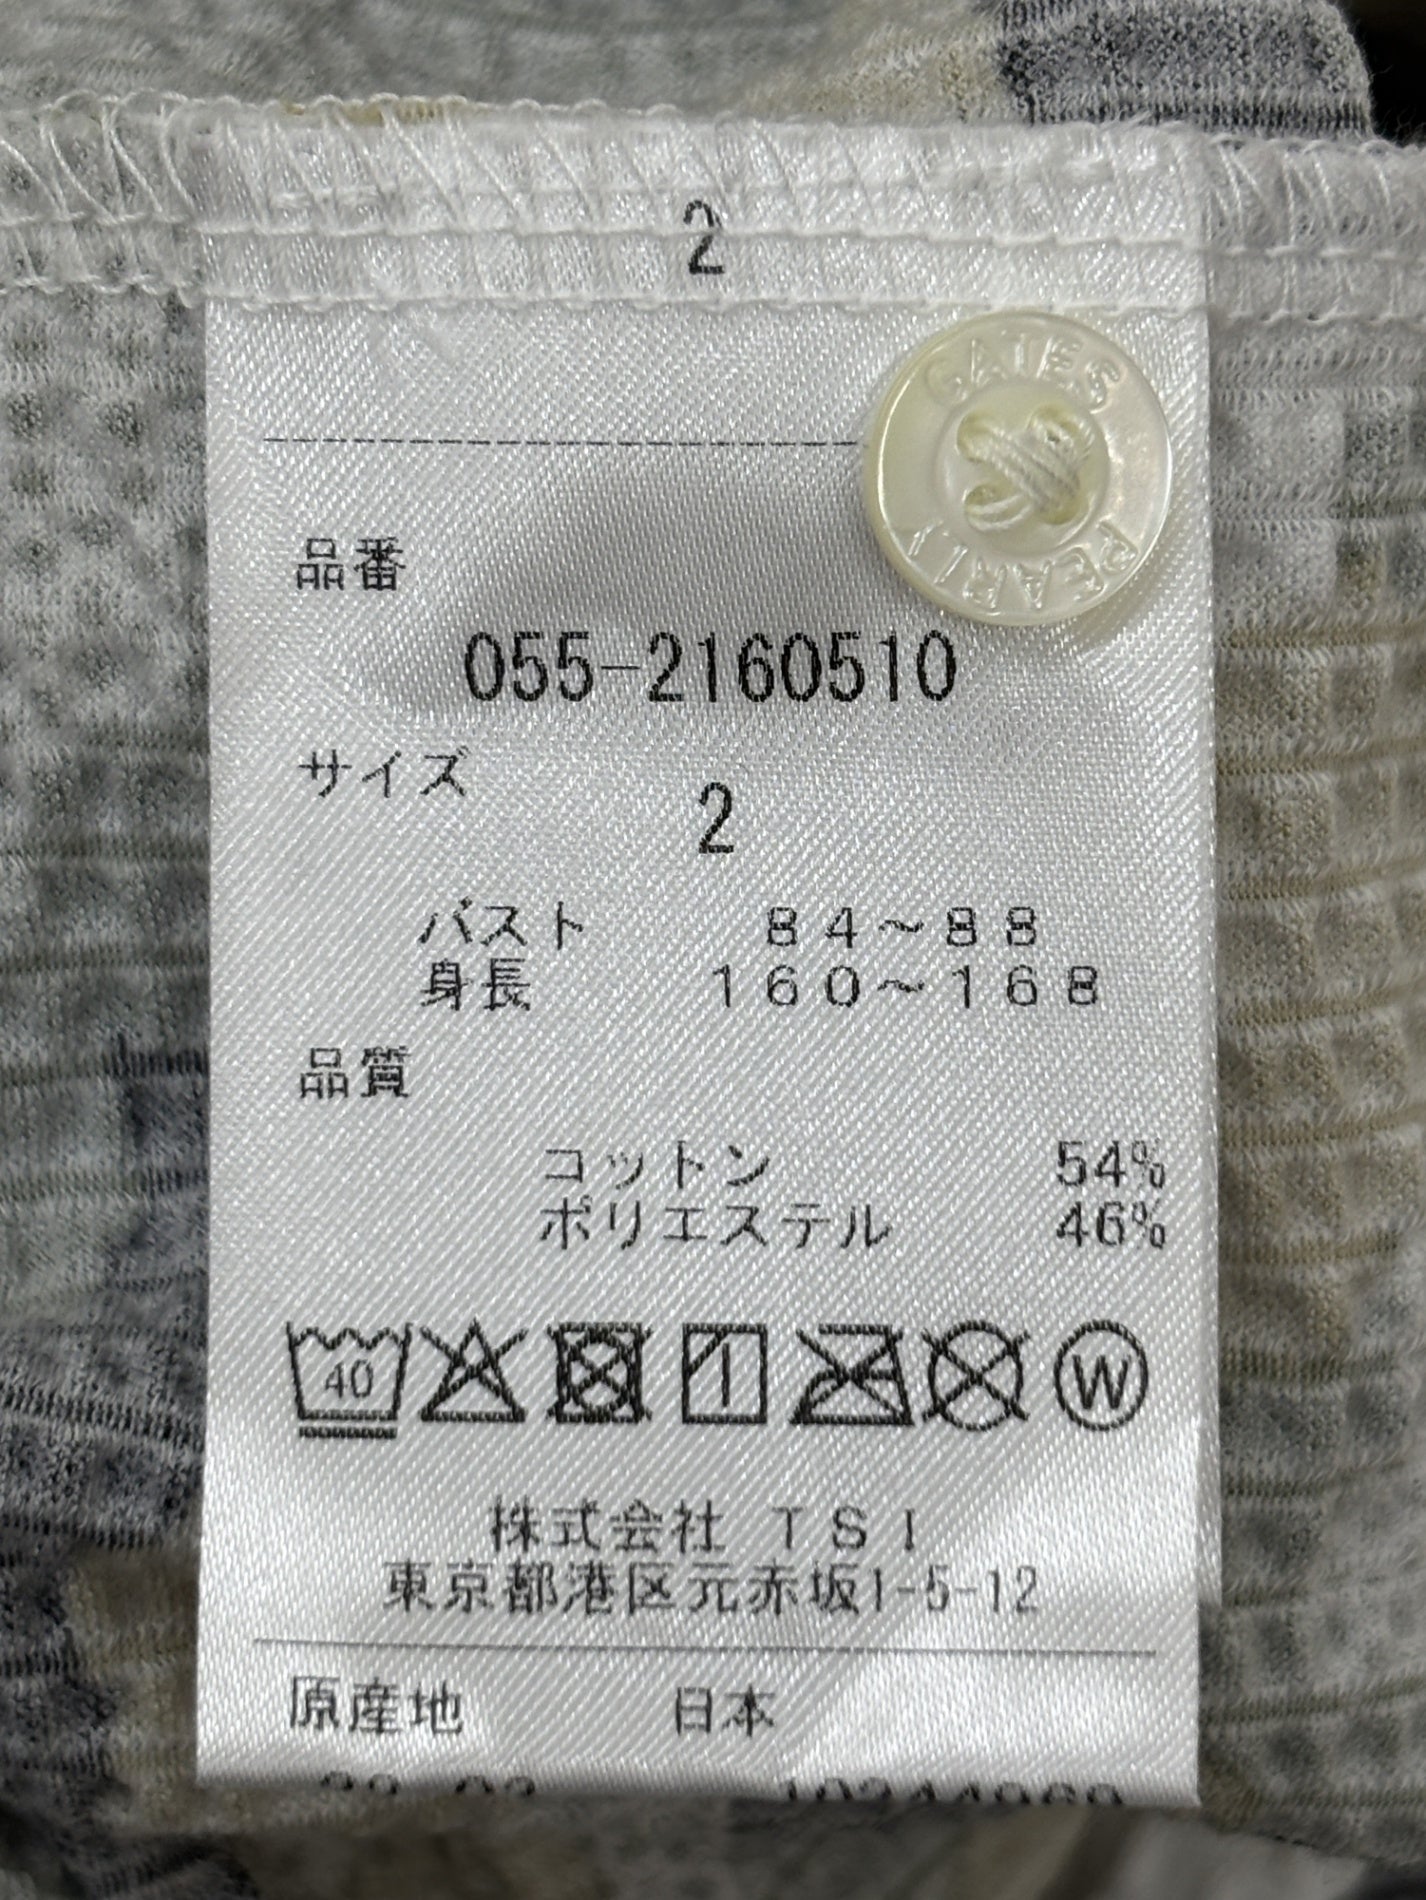 2
GATES
PEARLY
品番
055-2160510
サイズ
2
バスト 84～88
身長 160～168
品質
コットン 54%
ポリエステル 46%
40
W
株式会社 TSI
東京都港区元赤坂1-5-12
原産地 日本